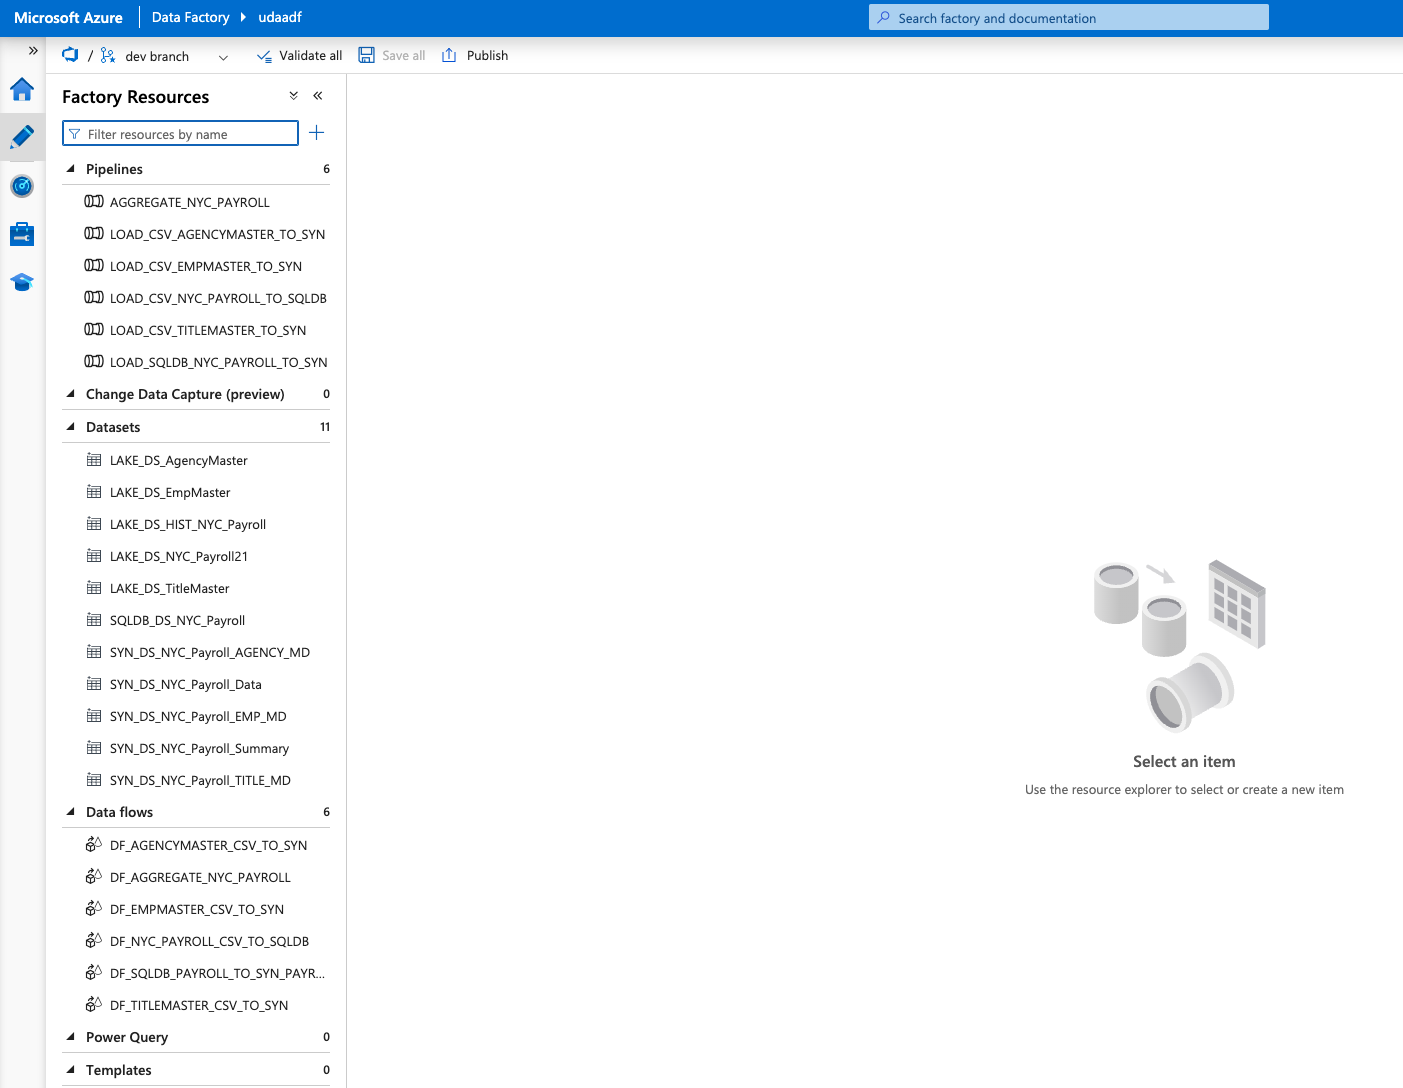 Microsoft Azure
Data Factory
udaadf
Search factory and documentation
/
dev branch
Validate all
Save all
Publish
Factory Resources
Filter resources by name
Pipelines 6
AGGREGATE_NYC_PAYROLL
LOAD_CSV_AGENCYMASTER_TO_SYN
LOAD_CSV_EMPMASTER_TO_SYN
LOAD_CSV_NYC_PAYROLL_TO_SQLDB
LOAD_CSV_TITLEMASTER_TO_SYN
LOAD_SQLDB_NYC_PAYROLL_TO_SYN
Change Data Capture (preview) 0
Datasets 11
LAKE_DS_AgencyMaster
LAKE_DS_EmpMaster
LAKE_DS_HIST_NYC_Payroll
LAKE_DS_NYC_Payroll21
LAKE_DS_TitleMaster
SQLDB_DS_NYC_Payroll
SYN_DS_NYC_Payroll_AGENCY_MD
SYN_DS_NYC_Payroll_Data
SYN_DS_NYC_Payroll_EMP_MD
SYN_DS_NYC_Payroll_Summary
SYN_DS_NYC_Payroll_TITLE_MD
Data flows 6
DF_AGENCYMASTER_CSV_TO_SYN
DF_AGGREGATE_NYC_PAYROLL
DF_EMPMASTER_CSV_TO_SYN
DF_NYC_PAYROLL_CSV_TO_SQLDB
DF_SQLDB_PAYROLL_TO_SYN_PAYR...
DF_TITLEMASTER_CSV_TO_SYN
Power Query 0
Templates 0
Select an item
Use the resource explorer to select or create a new item